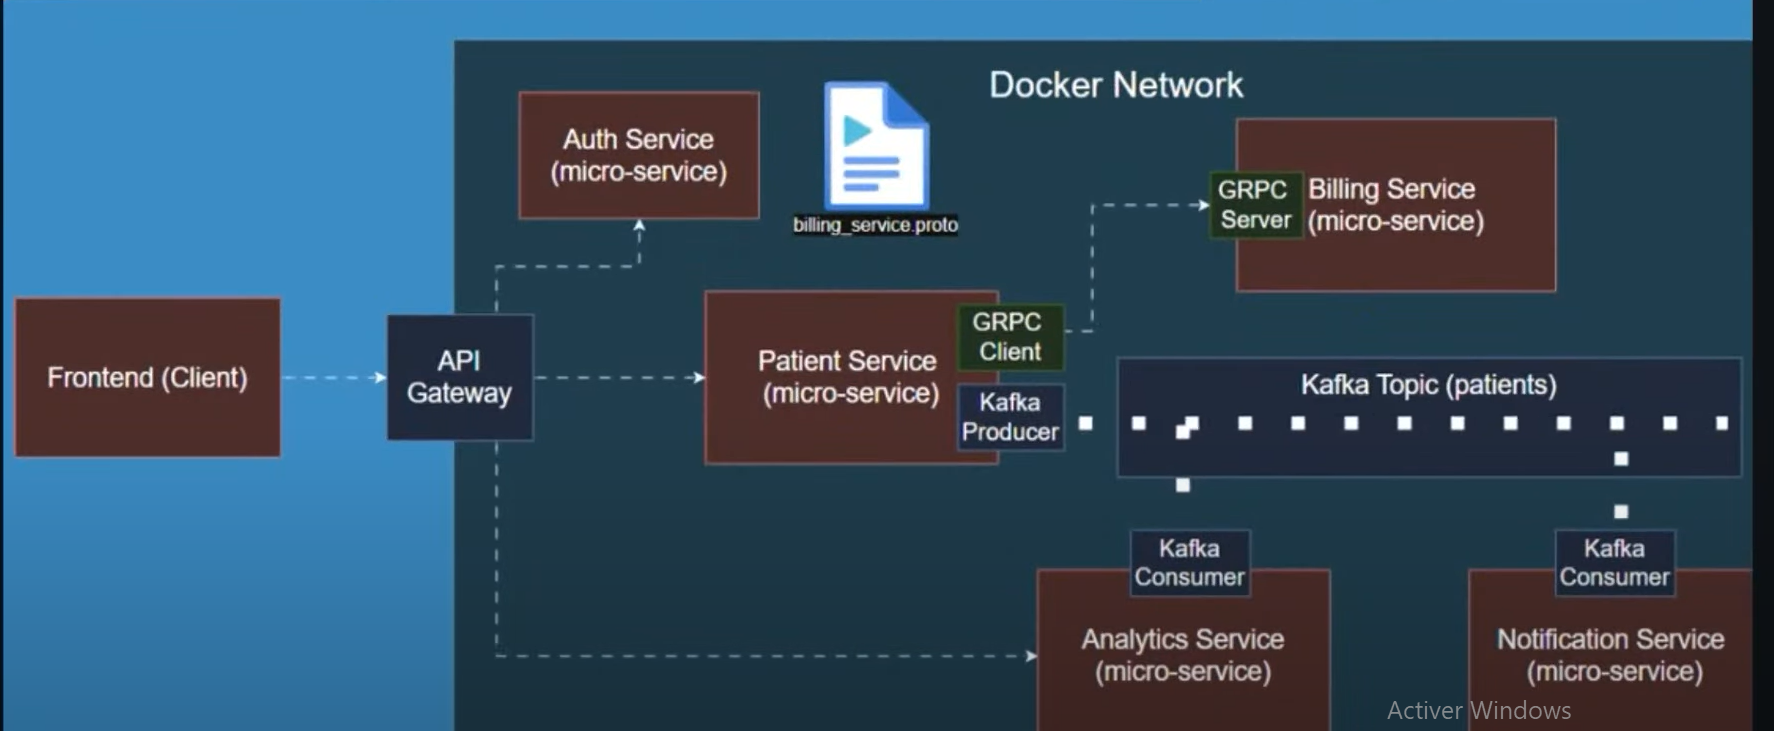 Docker Network
Auth Service
(micro-service)
billing_service.proto
GRPC
Server
Billing Service
(micro-service)
Frontend (Client)
API
Gateway
Patient Service
(micro-service)
GRPC
Client
Kafka
Producer
Kafka Topic (patients)
Kafka
Consumer
Analytics Service
(micro-service)
Kafka
Consumer
Notification Service
(micro-service)
Activer Windows